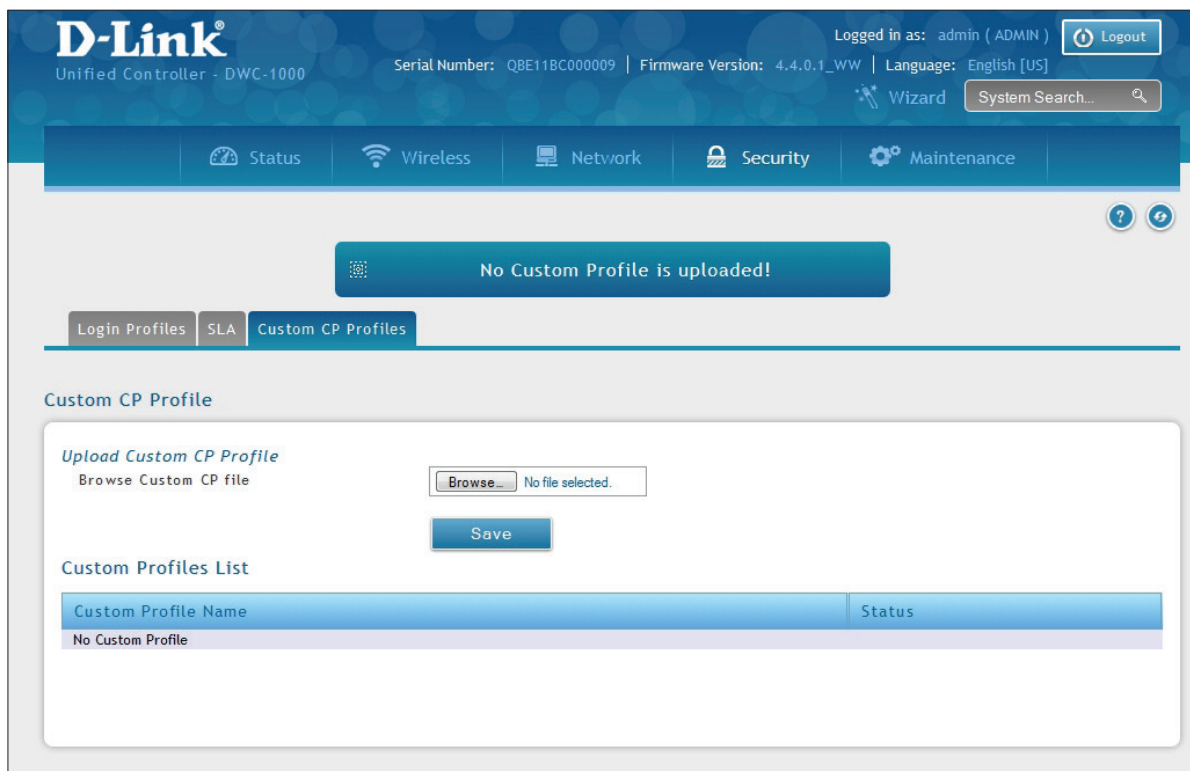 D-Link®
Unified Controller - DWC-1000
Logged in as: admin ( ADMIN ) Logout
Serial Number: QBE11BC000009 | Firmware Version: 4.4.0.1_WW | Language: English [US]
Wizard System Search...
Status Wireless Network Security Maintenance
?
No Custom Profile is uploaded!
Login Profiles SLA Custom CP Profiles
Custom CP Profile
Upload Custom CP Profile
Browse Custom CP file Browse... No file selected.
Save
Custom Profiles List
Custom Profile Name Status
No Custom Profile